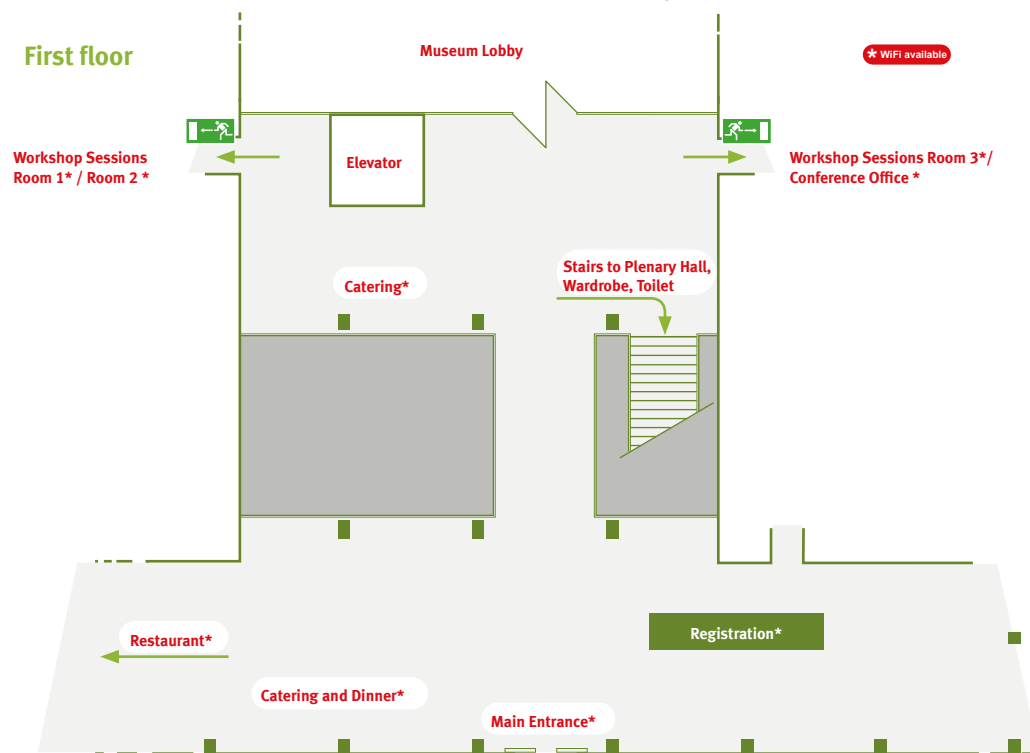 First floor
Museum Lobby
* WiFi available
Workshop Sessions
Room 1* / Room 2 *
Elevator
Workshop Sessions Room 3*/
Conference Office *
Stairs to Plenary Hall,
Wardrobe, Toilet
Catering*
Registration*
Restaurant*
Catering and Dinner*
Main Entrance*